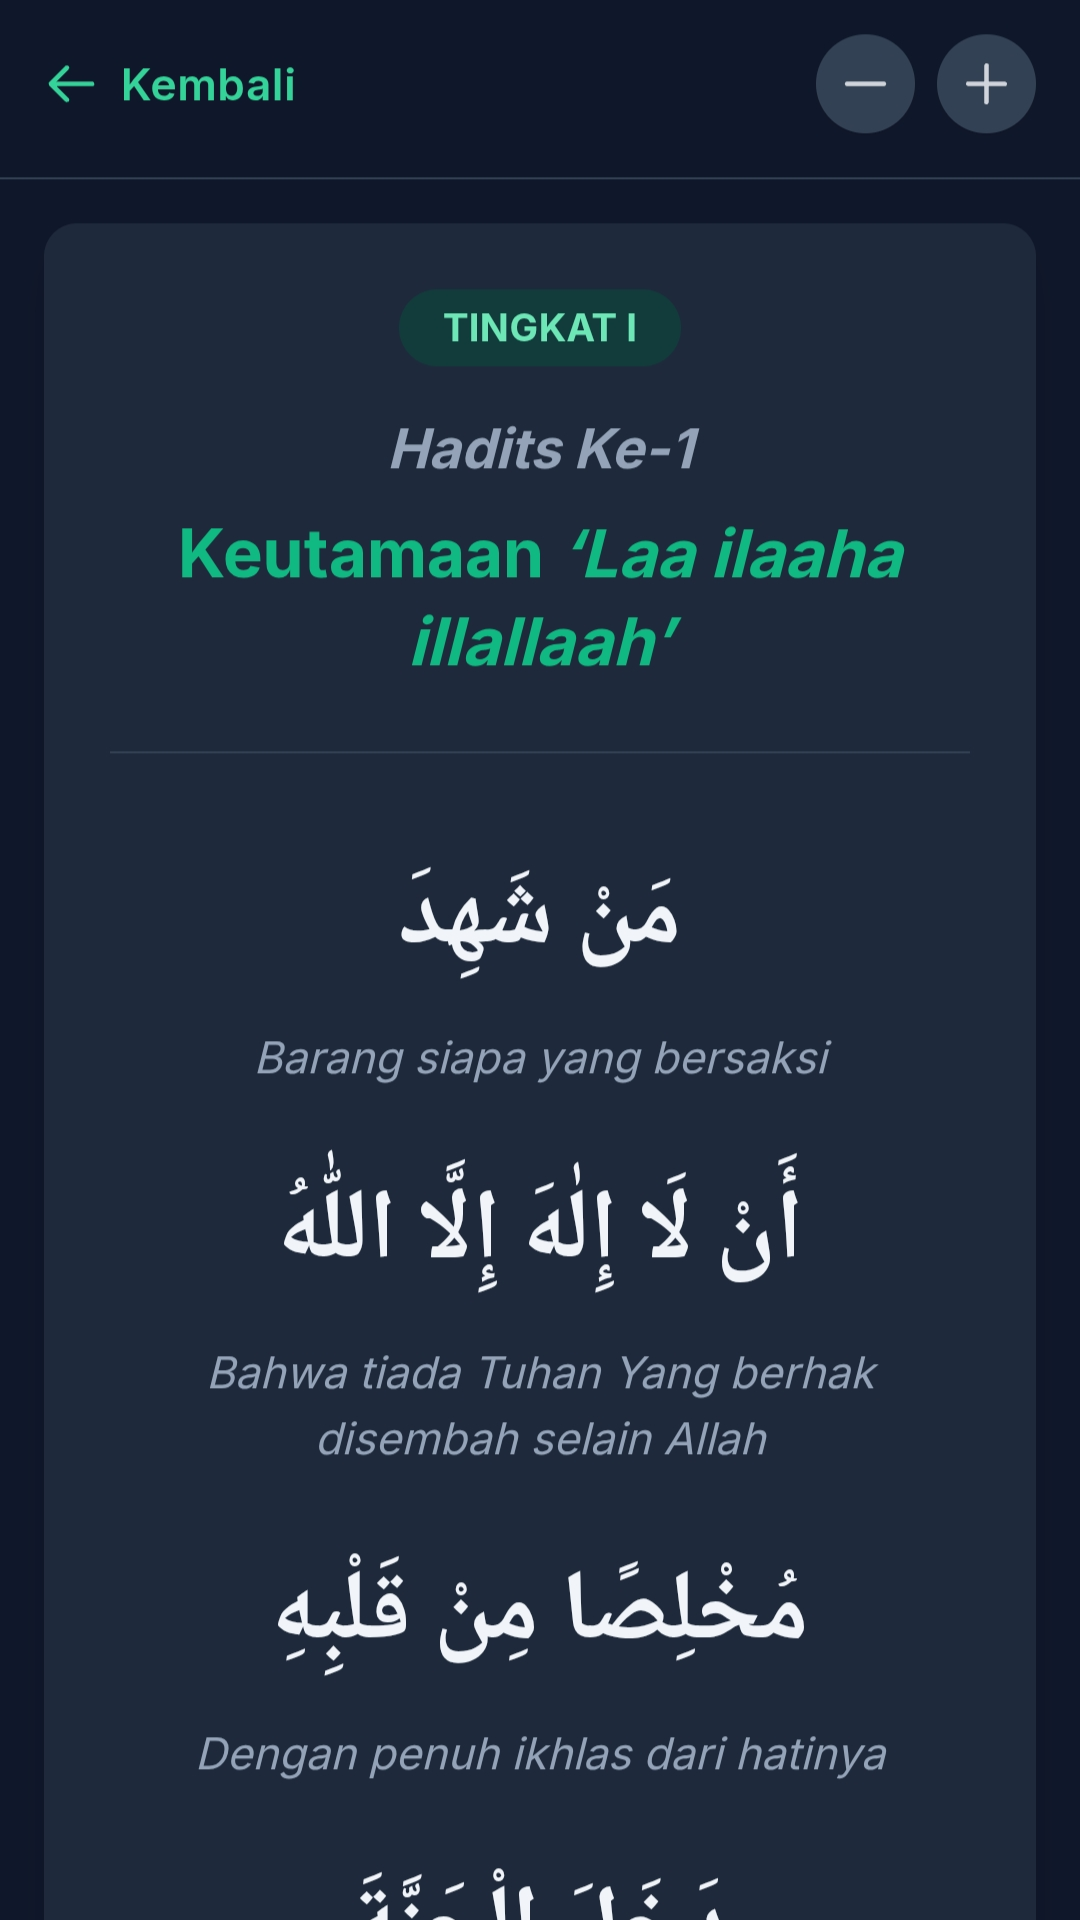 Kembali
TINGKAT I
Hadits Ke-1
Keutamaan ‘Laa ilaaha
illallaah’
مَنْ شَهِدَ
Barang siapa yang bersaksi
أَنْ لَا إِلٰهَ إِلَّا اللّٰهُ
Bahwa tiada Tuhan Yang berhak
disembah selain Allah
مُخْلِصًا مِنْ قَلْبِهِ
Dengan penuh ikhlas dari hatinya